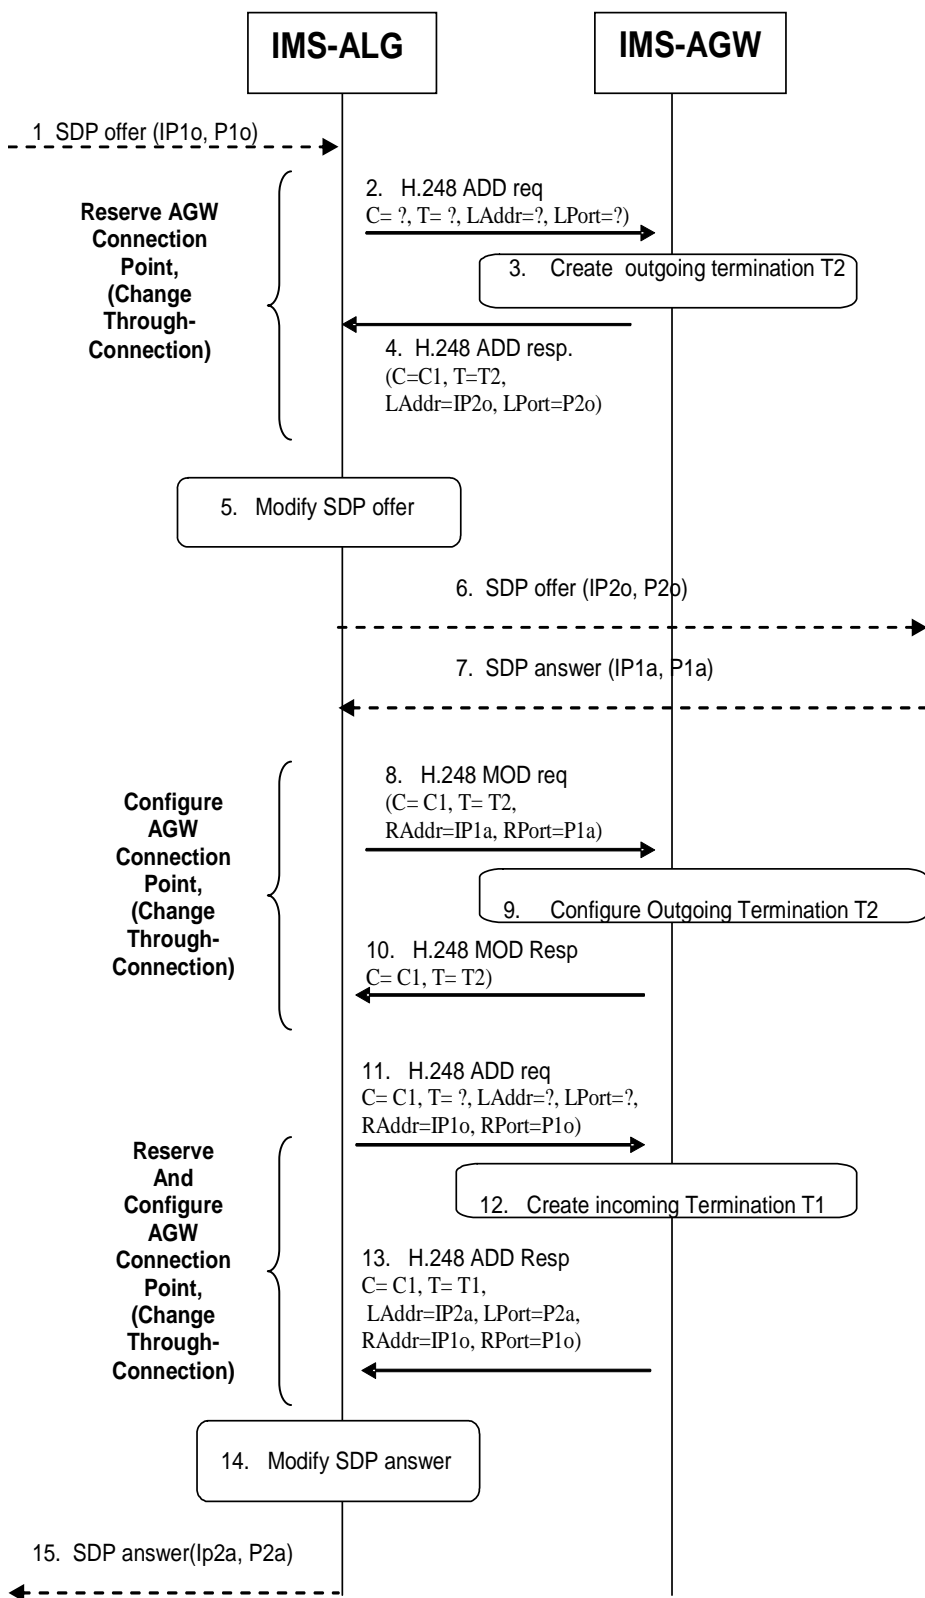 IMS-ALG
IMS-AGW
1 SDP offer (IP1o, P1o)
Reserve AGW
Connection
Point,
(Change
Through-
Connection)
2. H.248 ADD req
C= ?, T= ?, LAddr=?, LPort=?)
3. Create outgoing termination T2
4. H.248 ADD resp.
(C=C1, T=T2,
LAddr=IP2o, LPort=P2o)
5. Modify SDP offer
6. SDP offer (IP2o, P2o)
7. SDP answer (IP1a, P1a)
Configure
AGW
Connection
Point,
(Change
Through-
Connection)
8. H.248 MOD req
(C= C1, T= T2,
RAddr=IP1a, RPort=P1a)
9. Configure Outgoing Termination T2
10. H.248 MOD Resp
C= C1, T= T2)
11. H.248 ADD req
C= C1, T= ?, LAddr=?, LPort=?,
RAddr=IP1o, RPort=P1o)
Reserve
And
Configure
AGW
Connection
Point,
(Change
Through-
Connection)
12. Create incoming Termination T1
13. H.248 ADD Resp
C= C1, T= T1,
LAddr=IP2a, LPort=P2a,
RAddr=IP1o, RPort=P1o)
14. Modify SDP answer
15. SDP answer(Ip2a, P2a)